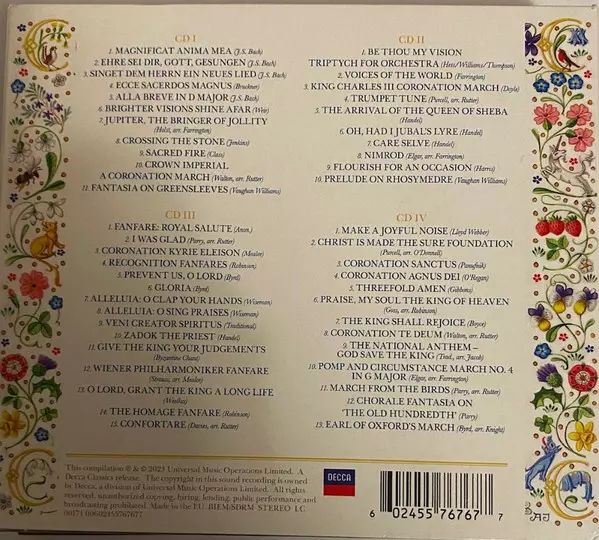 CD I
1. MAGNIFICAT ANIMA MEA (J.S. Bach)
2. EHRE SEI DIR, GOTT, GESUNGEN (J.S. Bach)
3. SINGET DEM HERRN EIN NEUES LIED (J.S. Bach)
4. ECCE SACERDOS MAGNUS (Bruckner)
5. ALLA BREVE IN D MAJOR (J.S. Bach)
6. BRIGHTER VISIONS SHINE AFAR (Weir)
7. JUPITER, THE BRINGER OF JOLLITY
(Holst, arr. Farrington)
8. CROSSING THE STONE (Jenkins)
9. SACRED FIRE (Class)
10. CROWN IMPERIAL
A CORONATION MARCH (Walton, arr. Rutter)
11. FANTASIA ON GREENSLEEVES (Vaughan Williams)
CD II
1. BE THOU MY VISION
TRIPTYCH FOR ORCHESTRA (Hess/Williams/Thompson)
2. VOICES OF THE WORLD (Farrington)
3. KING CHARLES III CORONATION MARCH (Doyle)
4. TRUMPET TUNE (Purcell, arr. Rutter)
5. THE ARRIVAL OF THE QUEEN OF SHEBA
(Handel)
6. OH, HAD I JUBAL'S LYRE (Handel)
7. CARE SELVE (Handel)
8. NIMROD (Elgar, arr. Farrington)
9. FLOURISH FOR AN OCCASION (Harris)
10. PRELUDE ON RHOSYMEDRE (Vaughan Williams)
CD III
1. FANFARE: ROYAL SALUTE (Anon.)
2. I WAS GLAD (Parry, arr. Rutter)
3. CORONATION KYRIE ELEISON (Mealor)
4. RECOGNITION FANFARES (Robinson)
5. PREVENT US, O LORD (Byrd)
6. GLORIA (Byrd)
7. ALLELUIA: O CLAP YOUR HANDS (Wiseman)
8. ALLELUIA: O SING PRAISES (Wiseman)
9. VENI CREATOR SPIRITUS (Traditional)
10. ZADOK THE PRIEST (Handel)
11. GIVE THE KING YOUR JUDGEMENTS
(Byzantine Chant)
12. WIENER PHILHARMONIKER FANFARE
(Strauss, arr. Mealor)
13. O LORD, GRANT THE KING A LONG LIFE
(Weelkes)
14. THE HOMAGE FANFARE (Robinson)
15. CONFORTARE (Davies, arr. Rutter)
CD IV
1. MAKE A JOYFUL NOISE (Lloyd Webber)
2. CHRIST IS MADE THE SURE FOUNDATION
(Purcell, arr. O'Donnell)
3. CORONATION SANCTUS (Panufnik)
4. CORONATION AGNUS DEI (O'Regan)
5. THREEFOLD AMEN (Gibbons)
6. PRAISE, MY SOUL THE KING OF HEAVEN
(Goss, arr. Robinson)
7. THE KING SHALL REJOICE (Boyce)
8. CORONATION TE DEUM (Walton, arr. Rutter)
9. THE NATIONAL ANTHEM –
GOD SAVE THE KING (Trad., arr. Jacob)
10. POMP AND CIRCUMSTANCE MARCH NO. 4
IN G MAJOR (Elgar, arr. Farrington)
11. MARCH FROM THE BIRDS (Parry, arr. Rutter)
12. CHORALE FANTASIA ON
'THE OLD HUNDREDTH' (Parry)
13. EARL OF OXFORD'S MARCH (Byrd, arr. Knight)
This compilation ℗ & © 2023 Universal Music Operations Limited. A
Decca Classics release. The copyright in this sound recording is owned
by Decca, a division of Universal Music Operations Limited. All rights
reserved, unauthorized copying, hiring, lending, public performance and
broadcasting prohibited. Made in the EU. BIEM/SDRM STEREO LC
00171 00602455767677
DECCA
6 02455 76767 7
AJ